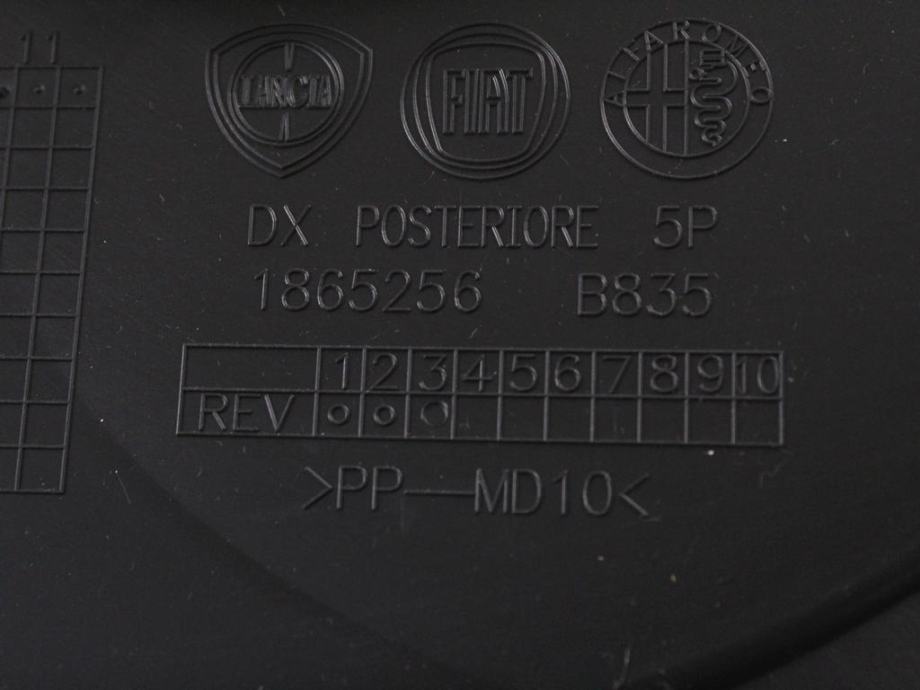 11
LANCIA FIAT ALFA ROMEO
DX POSTERIORE 5P
1865256 B835
1 2 3 4 5 6 7 8 9 10
REV
>PP—MD10<